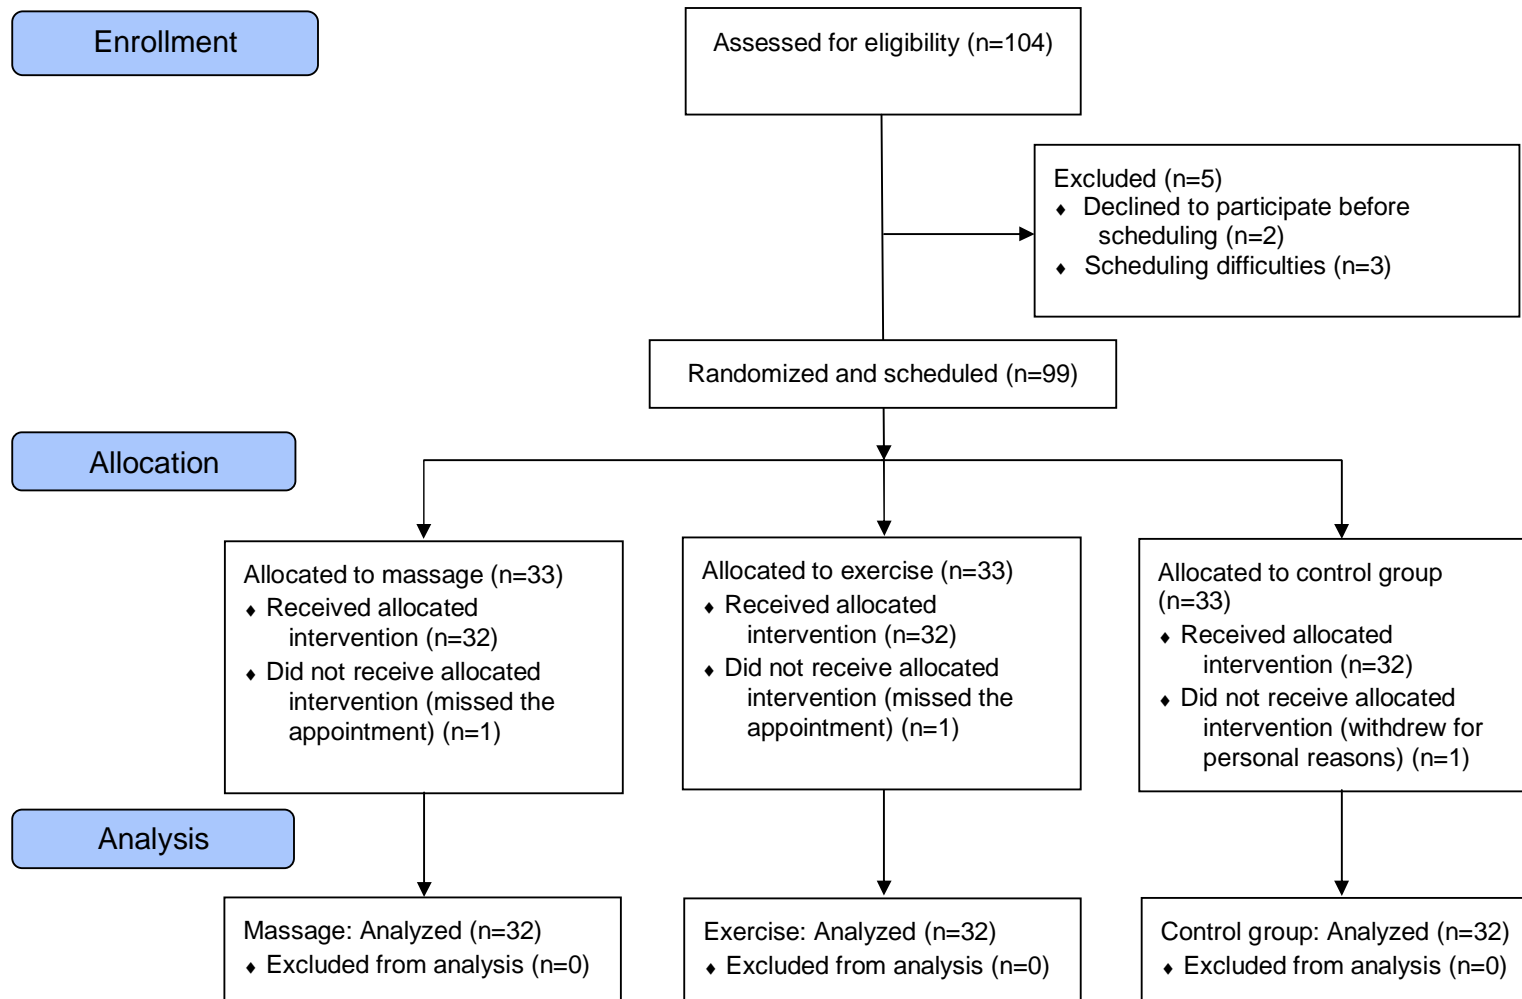 Enrollment
Assessed for eligibility (n=104)
Excluded (n=5)
♦ Declined to participate before
scheduling (n=2)
♦ Scheduling difficulties (n=3)
Randomized and scheduled (n=99)
Allocation
Allocated to massage (n=33)
♦ Received allocated
intervention (n=32)
♦ Did not receive allocated
intervention (missed the
appointment) (n=1)
Allocated to exercise (n=33)
♦ Received allocated
intervention (n=32)
♦ Did not receive allocated
intervention (missed the
appointment) (n=1)
Allocated to control group
(n=33)
♦ Received allocated
intervention (n=32)
♦ Did not receive allocated
intervention (withdrew for
personal reasons) (n=1)
Analysis
Massage: Analyzed (n=32)
♦ Excluded from analysis (n=0)
Exercise: Analyzed (n=32)
♦ Excluded from analysis (n=0)
Control group: Analyzed (n=32)
♦ Excluded from analysis (n=0)